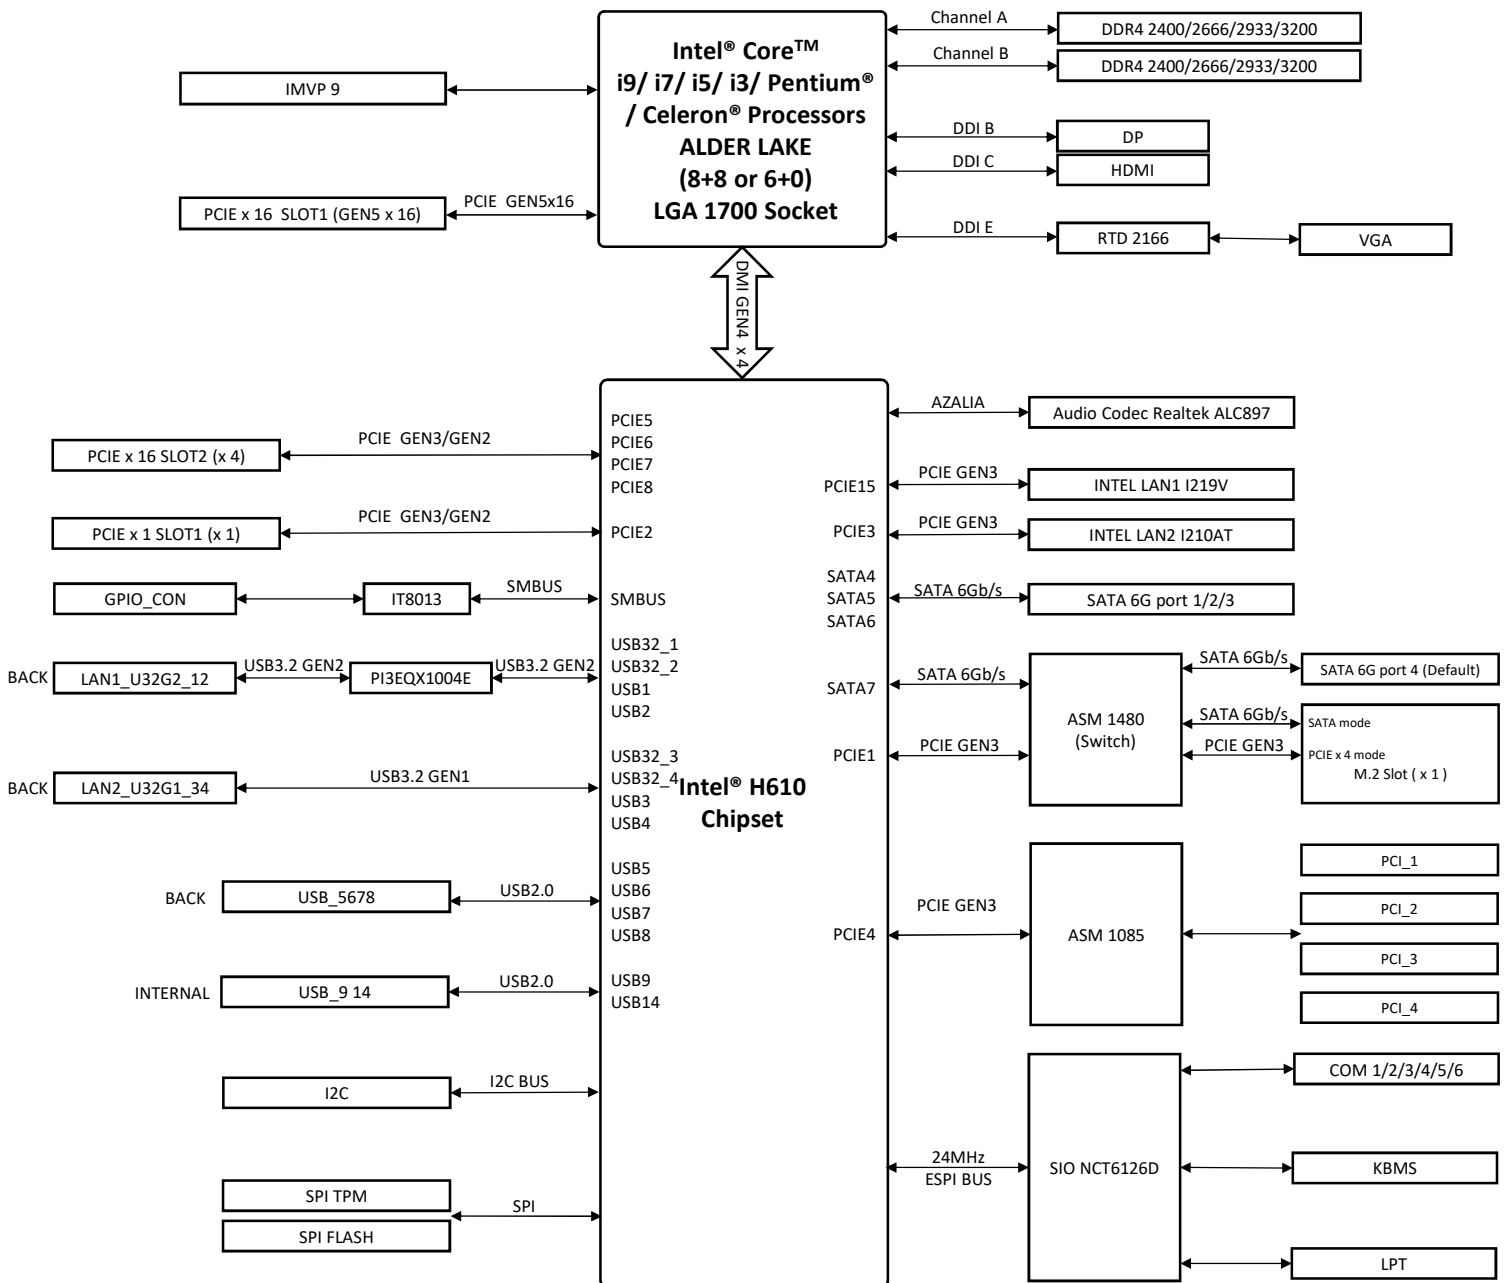 Intel® Core™
i9/ i7/ i5/ i3/ Pentium®
/ Celeron® Processors
ALDER LAKE
(8+8 or 6+0)
LGA 1700 Socket
IMVP 9
PCIE x 16 SLOT1 (GEN5 x 16)
PCIE GEN5x16
Channel A
DDR4 2400/2666/2933/3200
Channel B
DDR4 2400/2666/2933/3200
DDI B
DP
DDI C
HDMI
DDI E
RTD 2166
VGA
DMI GEN4 x 4
Intel® H610
Chipset
PCIE x 16 SLOT2 (x 4)
PCIE GEN3/GEN2
PCIE5
PCIE6
PCIE7
PCIE8
PCIE x 1 SLOT1 (x 1)
PCIE GEN3/GEN2
PCIE2
GPIO_CON
IT8013
SMBUS
SMBUS
BACK
LAN1_U32G2_12
USB3.2 GEN2
PI3EQX1004E
USB3.2 GEN2
USB32_1
USB32_2
USB1
USB2
BACK
LAN2_U32G1_34
USB3.2 GEN1
USB32_3
USB32_4
USB3
USB4
BACK
USB_5678
USB2.0
USB5
USB6
USB7
USB8
INTERNAL
USB_9 14
USB2.0
USB9
USB14
I2C
I2C BUS
SPI TPM
SPI FLASH
SPI
AZALIA
Audio Codec Realtek ALC897
PCIE15
PCIE GEN3
INTEL LAN1 I219V
PCIE3
PCIE GEN3
INTEL LAN2 I210AT
SATA4
SATA5
SATA6
SATA 6Gb/s
SATA 6G port 1/2/3
SATA7
SATA 6Gb/s
PCIE1
PCIE GEN3
ASM 1480
(Switch)
SATA 6Gb/s
SATA 6G port 4 (Default)
SATA 6Gb/s
SATA mode
PCIE GEN3
PCIE x 4 mode
M.2 Slot ( x 1 )
PCIE4
PCIE GEN3
ASM 1085
PCI_1
PCI_2
PCI_3
PCI_4
24MHz
ESPI BUS
SIO NCT6126D
COM 1/2/3/4/5/6
KBMS
LPT